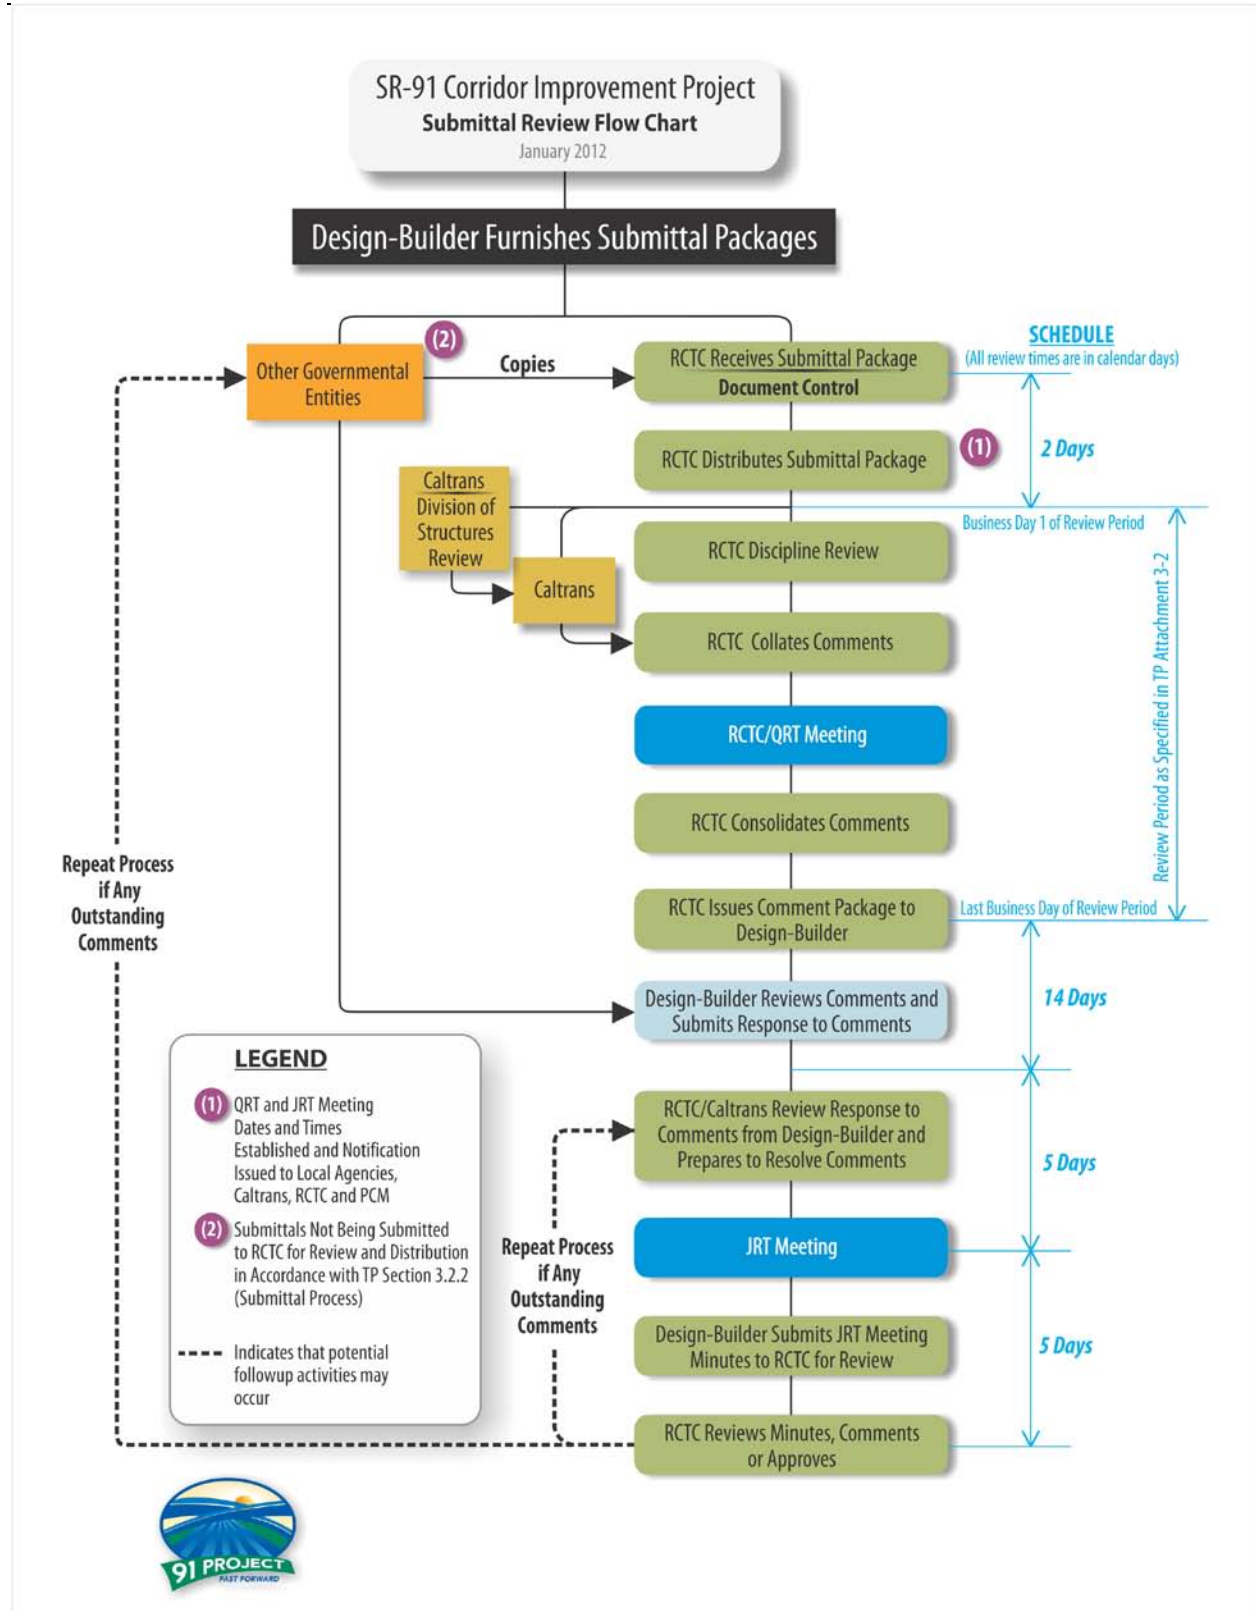 SR-91 Corridor Improvement Project
Submittal Review Flow Chart
January 2012
Design-Builder Furnishes Submittal Packages
(2)
Other Governmental
Entities
Copies
RCTC Receives Submittal Package
Document Control
SCHEDULE
(All review times are in calendar days)
RCTC Distributes Submittal Package
(1)
2 Days
Caltrans
Division of
Structures
Review
Business Day 1 of Review Period
RCTC Discipline Review
Caltrans
RCTC Collates Comments
Review Period as Specified in TP Attachment 3-2
RCTC/QRT Meeting
RCTC Consolidates Comments
Repeat Process
if Any
Outstanding
Comments
RCTC Issues Comment Package to
Design-Builder
Last Business Day of Review Period
Design-Builder Reviews Comments and
Submits Response to Comments
14 Days
RCTC/Caltrans Review Response to
Comments from Design-Builder and
Prepares to Resolve Comments
5 Days
Repeat Process
if Any
Outstanding
Comments
JRT Meeting
Design-Builder Submits JRT Meeting
Minutes to RCTC for Review
5 Days
RCTC Reviews Minutes, Comments
or Approves
LEGEND
(1) QRT and JRT Meeting
Dates and Times
Established and Notification
Issued to Local Agencies,
Caltrans, RCTC and PCM
(2) Submittals Not Being Submitted
to RCTC for Review and Distribution
in Accordance with TP Section 3.2.2
(Submittal Process)
Indicates that potential
followup activities may
occur
91 PROJECT
FAST FORWARD